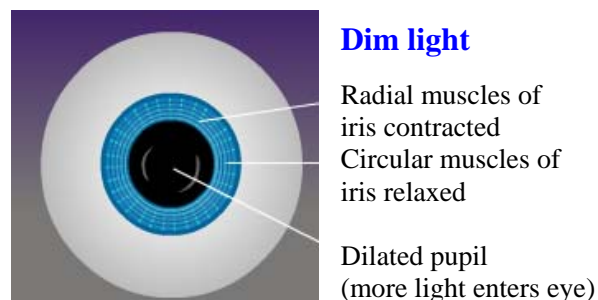 Dim light
Radial muscles of
iris contracted
Circular muscles of
iris relaxed
Dilated pupil
(more light enters eye)